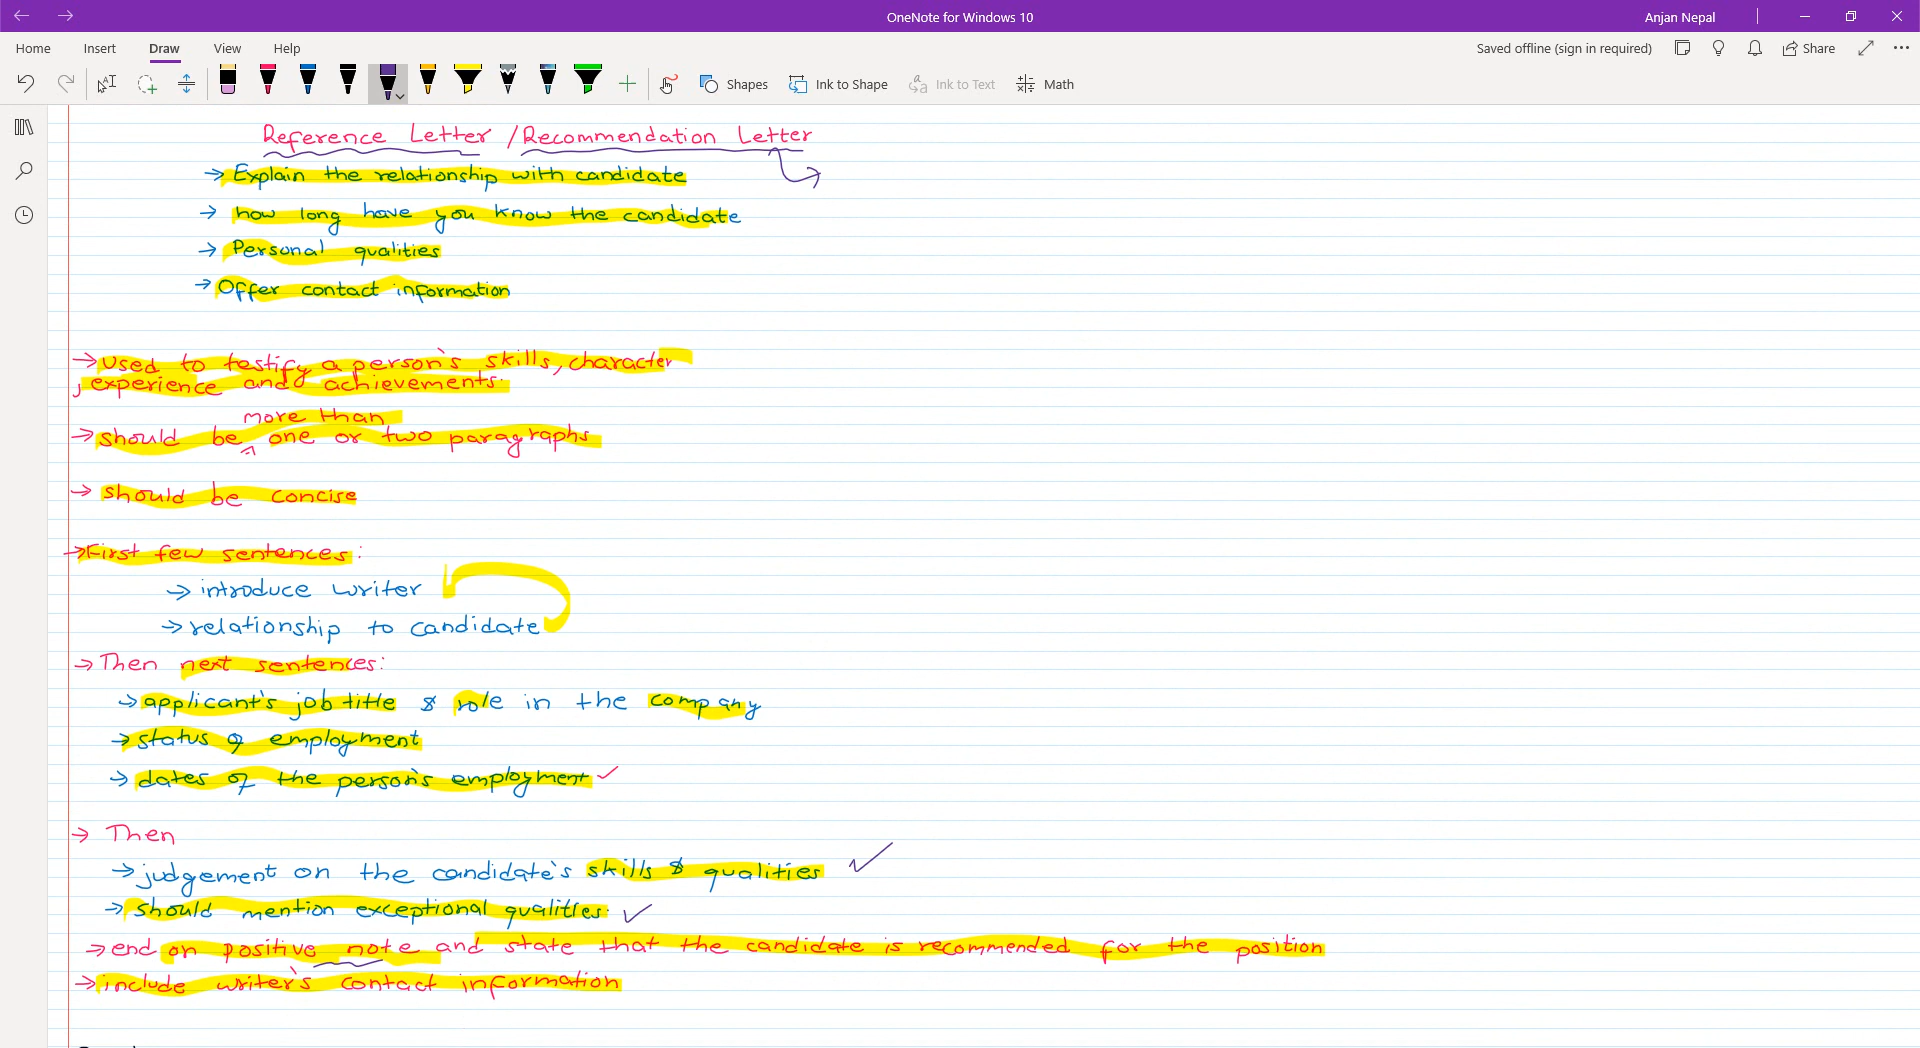 OneNote for Windows 10
Anjan Nepal
Home Insert Draw View Help
Saved offline (sign in required) Share
Shapes Ink to Shape Ink to Text Math
Reference Letter / Recommendation Letter
→ Explain the relationship with candidate
→ how long have you know the candidate
→ Personal qualities
→ Offer contact information
→ Used to testify a person's skills, character
, experience and achievements.
more than
→ should be ^ one or two paragraphs
→ should be concise
→ First few sentences:
→ introduce writer
→ relationship to candidate
→ Then next sentences:
→ applicant's job title & role in the company
→ status of employment
→ dates of the person's employment ✓
→ Then
→ judgement on the candidate's skills & qualities ✓
→ should mention exceptional qualities. ✓
→ end on positive note and state that the candidate is recommended for the position
→ include writer's contact information